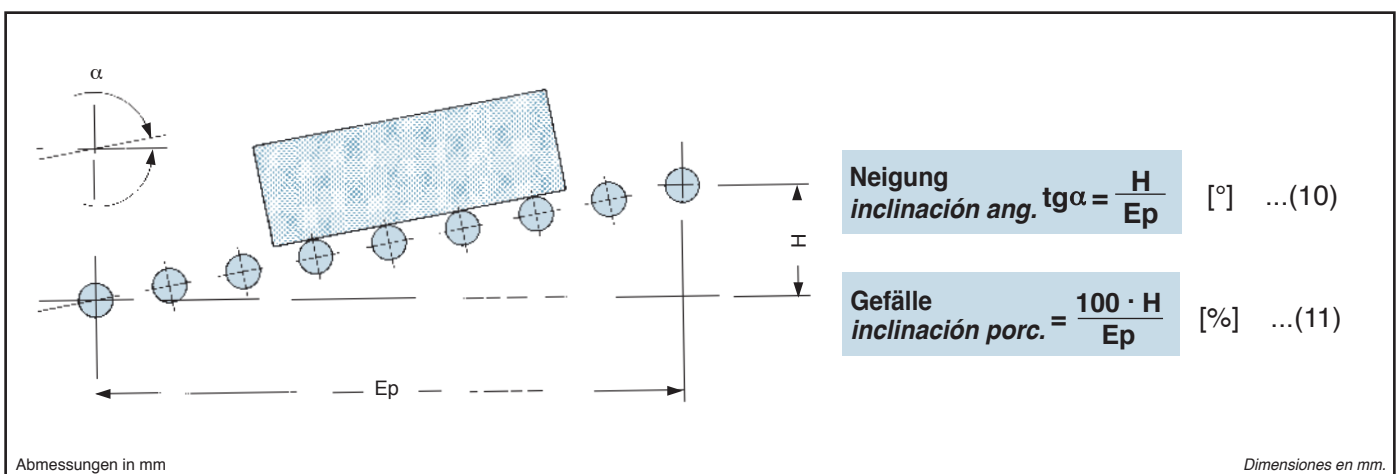 α
H
Ep
Neigung
inclinación ang. tgα = H / Ep [°] ...(10)
Gefälle
inclinación porc. = 100 · H / Ep [%] ...(11)
Abmessungen in mm
Dimensiones en mm.